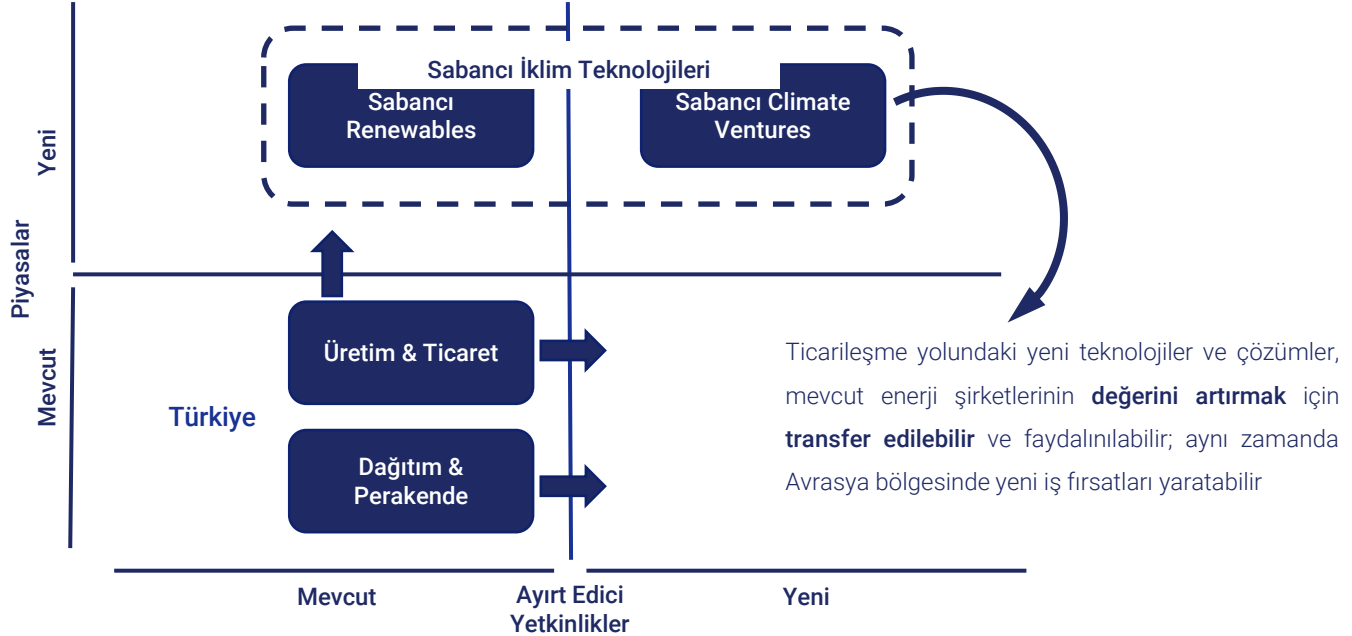 Sabancı İklim Teknolojileri
Sabancı
Renewables
Sabancı Climate
Ventures
Yeni
Piyasalar
Mevcut
Üretim & Ticaret
Türkiye
Dağıtım &
Perakende
Ticarileşme yolundaki yeni teknolojiler ve çözümler,
mevcut enerji şirketlerinin değerini artırmak için
transfer edilebilir ve faydalınılabilir; aynı zamanda
Avrasya bölgesinde yeni iş fırsatları yaratabilir
Mevcut
Ayırt Edici
Yetkinlikler
Yeni